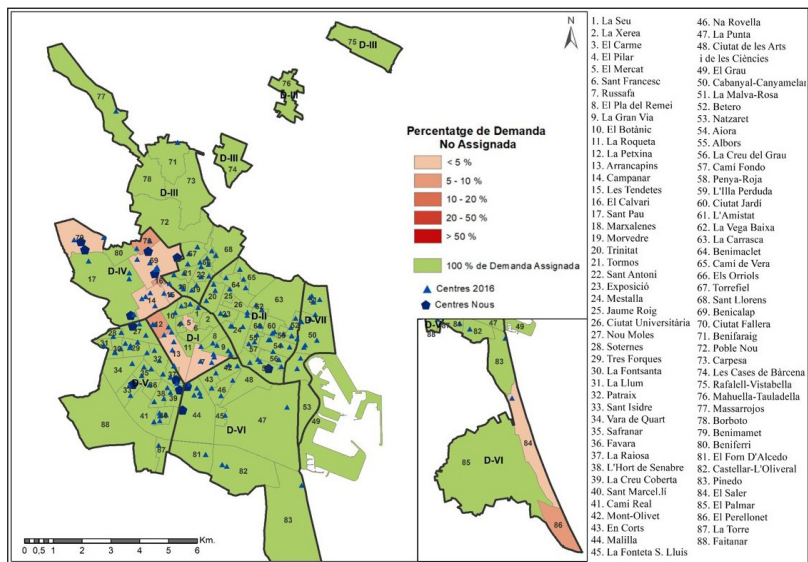 N
Percentatge de Demanda
No Assignada
< 5 %
5 - 10 %
10 - 20 %
20 - 50 %
> 50 %
100 % de Demanda Assignada
Centres 2016
Centres Nous
D-III
D-III
D-III
D-III
D-IV
D-II
D-VII
D-I
D-V
D-VI
D-VI
0 0,5 1 2 3 4 5 6 Km.
1. La Seu
2. La Xerea
3. El Carme
4. El Pilar
5. El Mercat
6. Sant Francesc
7. Russafa
8. El Pla del Remei
9. La Gran Via
10. El Botànic
11. La Roqueta
12. La Petxina
13. Arrancapins
14. Campanar
15. Les Tendetes
16. El Calvari
17. Sant Pau
18. Marxalenes
19. Morvedre
20. Trinitat
21. Tormos
22. Sant Antoni
23. Exposició
24. Mestalla
25. Jaume Roig
26. Ciutat Universitària
27. Nou Moles
28. Soternes
29. Tres Forques
30. La Fontsanta
31. La Llum
32. Patraix
33. Sant Isidre
34. Vara de Quart
35. Safranar
36. Favara
37. La Raiosa
38. L'Hort de Senabre
39. La Creu Coberta
40. Sant Marcel.lí
41. Camí Real
42. Mont-Olivet
43. En Corts
44. Malilla
45. La Fonteta S. Lluis
46. Na Rovella
47. La Punta
48. Ciutat de les Arts
i de les Ciències
49. El Grau
50. Cabanyal-Canyamelar
51. La Malva-Rosa
52. Betero
53. Natzaret
54. Aiora
55. Albors
56. La Creu del Grau
57. Camí Fondo
58. Penya-Roja
59. L'Illa Perduda
60. Ciutat Jardí
61. L'Amistat
62. La Vega Baixa
63. La Carrasca
64. Benimaclet
65. Camí de Vera
66. Els Orriols
67. Torrefiel
68. Sant Llorens
69. Benicalap
70. Ciutat Fallera
71. Benifaraig
72. Poble Nou
73. Carpesa
74. Les Cases de Bàrcena
75. Rafalell-Vistabella
76. Mahuella-Tauladella
77. Massarrojos
78. Borboto
79. Benimamet
80. Beniferri
81. El Forn D'Alcedo
82. Castellar-L'Oliveral
83. Pinedo
84. El Saler
85. El Palmar
86. El Perellonet
87. La Torre
88. Faitanar